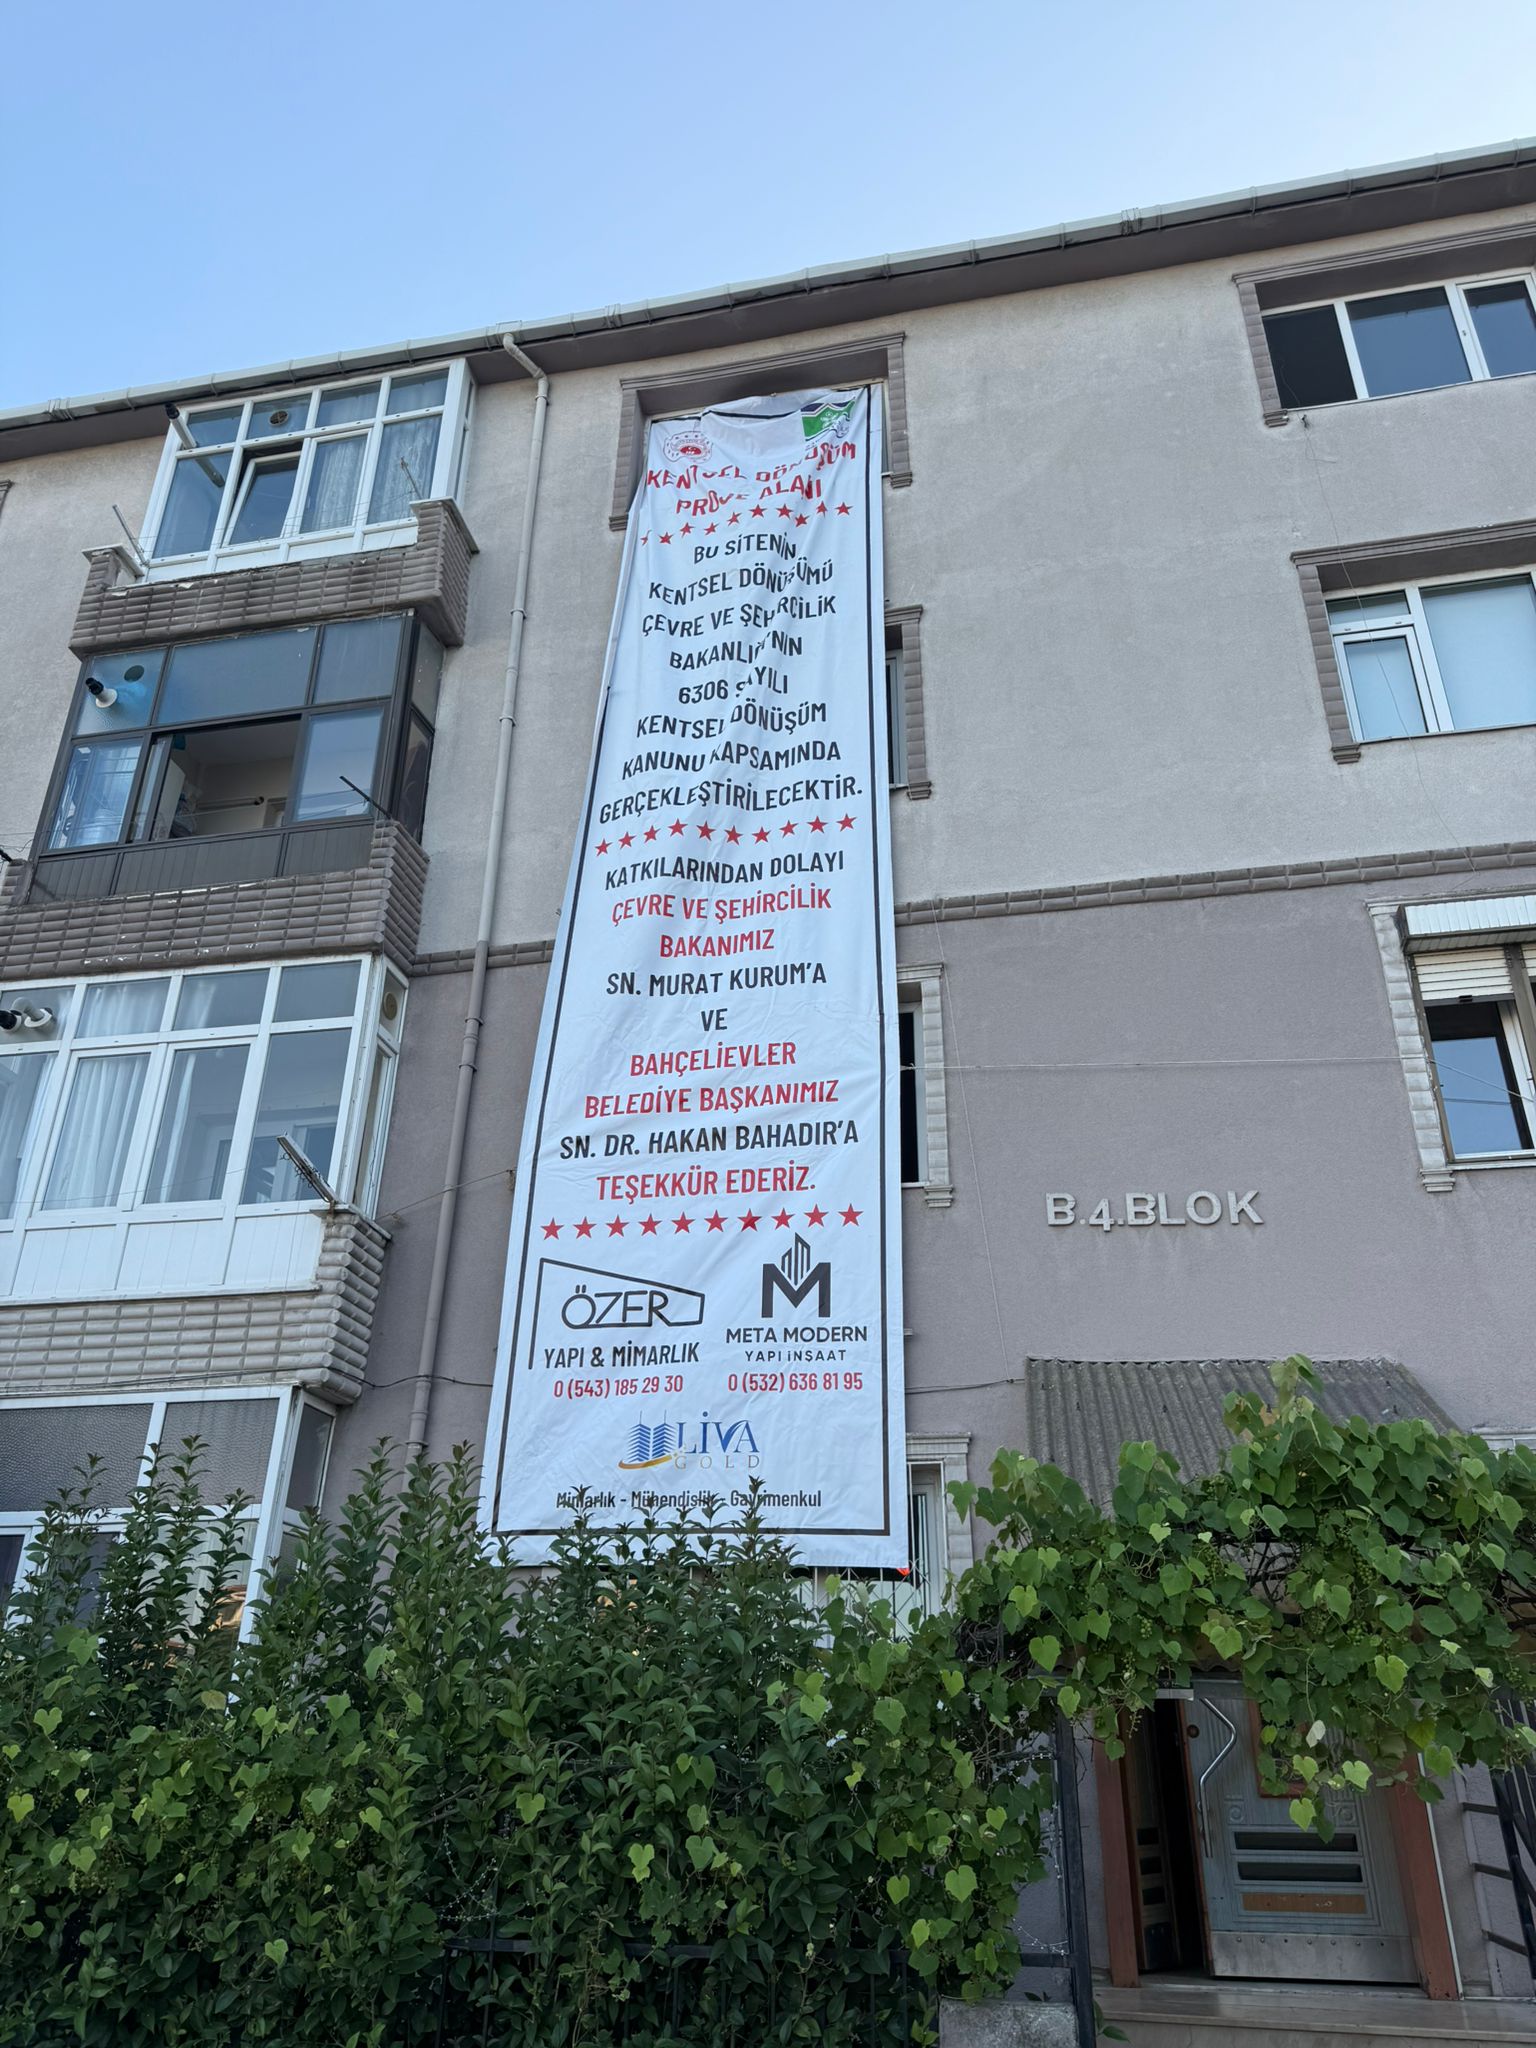 KENTSEL DÖNÜŞÜM
PROJE ALANI
BU SİTENİN
KENTSEL DÖNÜŞÜMÜ
ÇEVRE VE ŞEHİRCİLİK
BAKANLIĞI'NIN
6306 SAYILI
KENTSEL DÖNÜŞÜM
KANUNU KAPSAMINDA
GERÇEKLEŞTİRİLECEKTİR.
KATKILARINDAN DOLAYI
ÇEVRE VE ŞEHİRCİLİK
BAKANIMIZ
SN. MURAT KURUM'A
VE
BAHÇELİEVLER
BELEDİYE BAŞKANIMIZ
SN. DR. HAKAN BAHADIR'A
TEŞEKKÜR EDERİZ.
ÖZER
YAPI & MİMARLIK
0 (543) 185 29 30
META MODERN
YAPI İNŞAAT
0 (532) 636 81 95
LİVA
GOLD
Mimarlık - Mühendislik - Gayrimenkul
B.4.BLOK